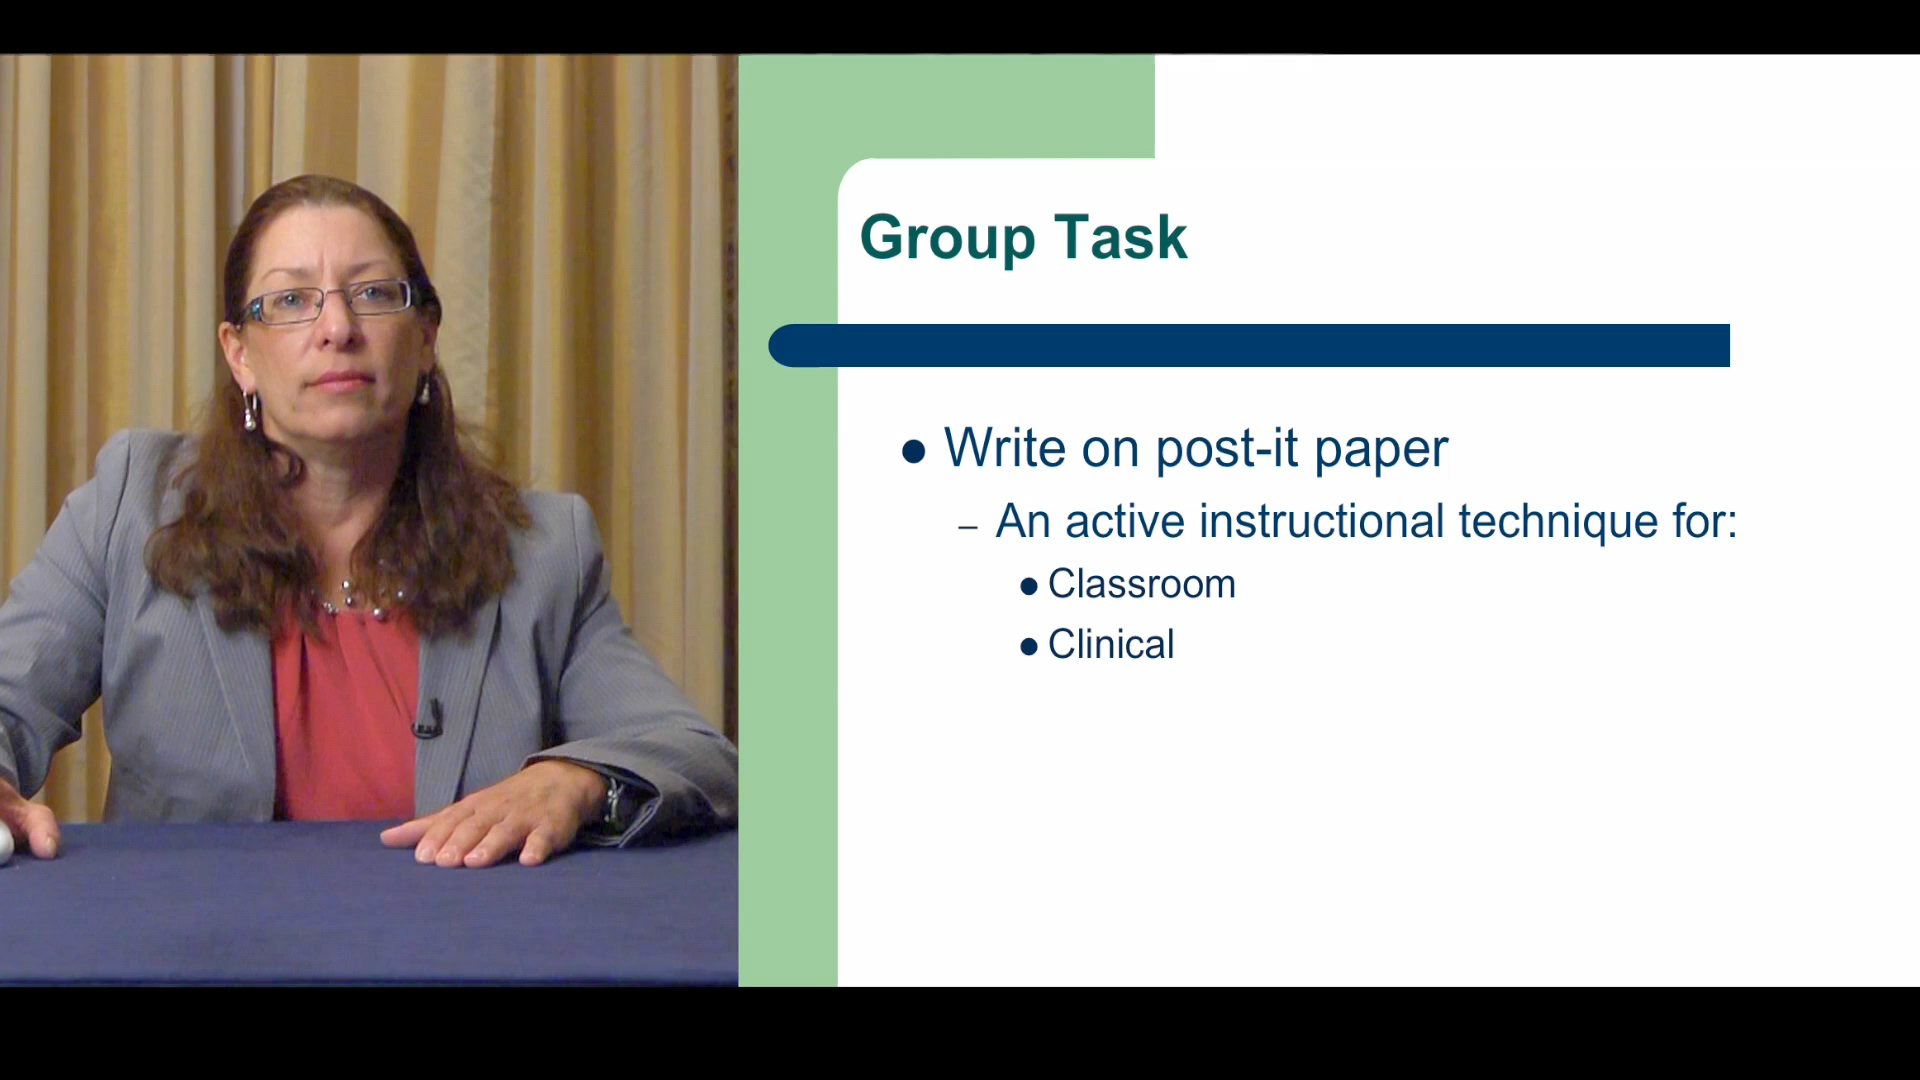 Group Task
● Write on post-it paper
– An active instructional technique for:
● Classroom
● Clinical